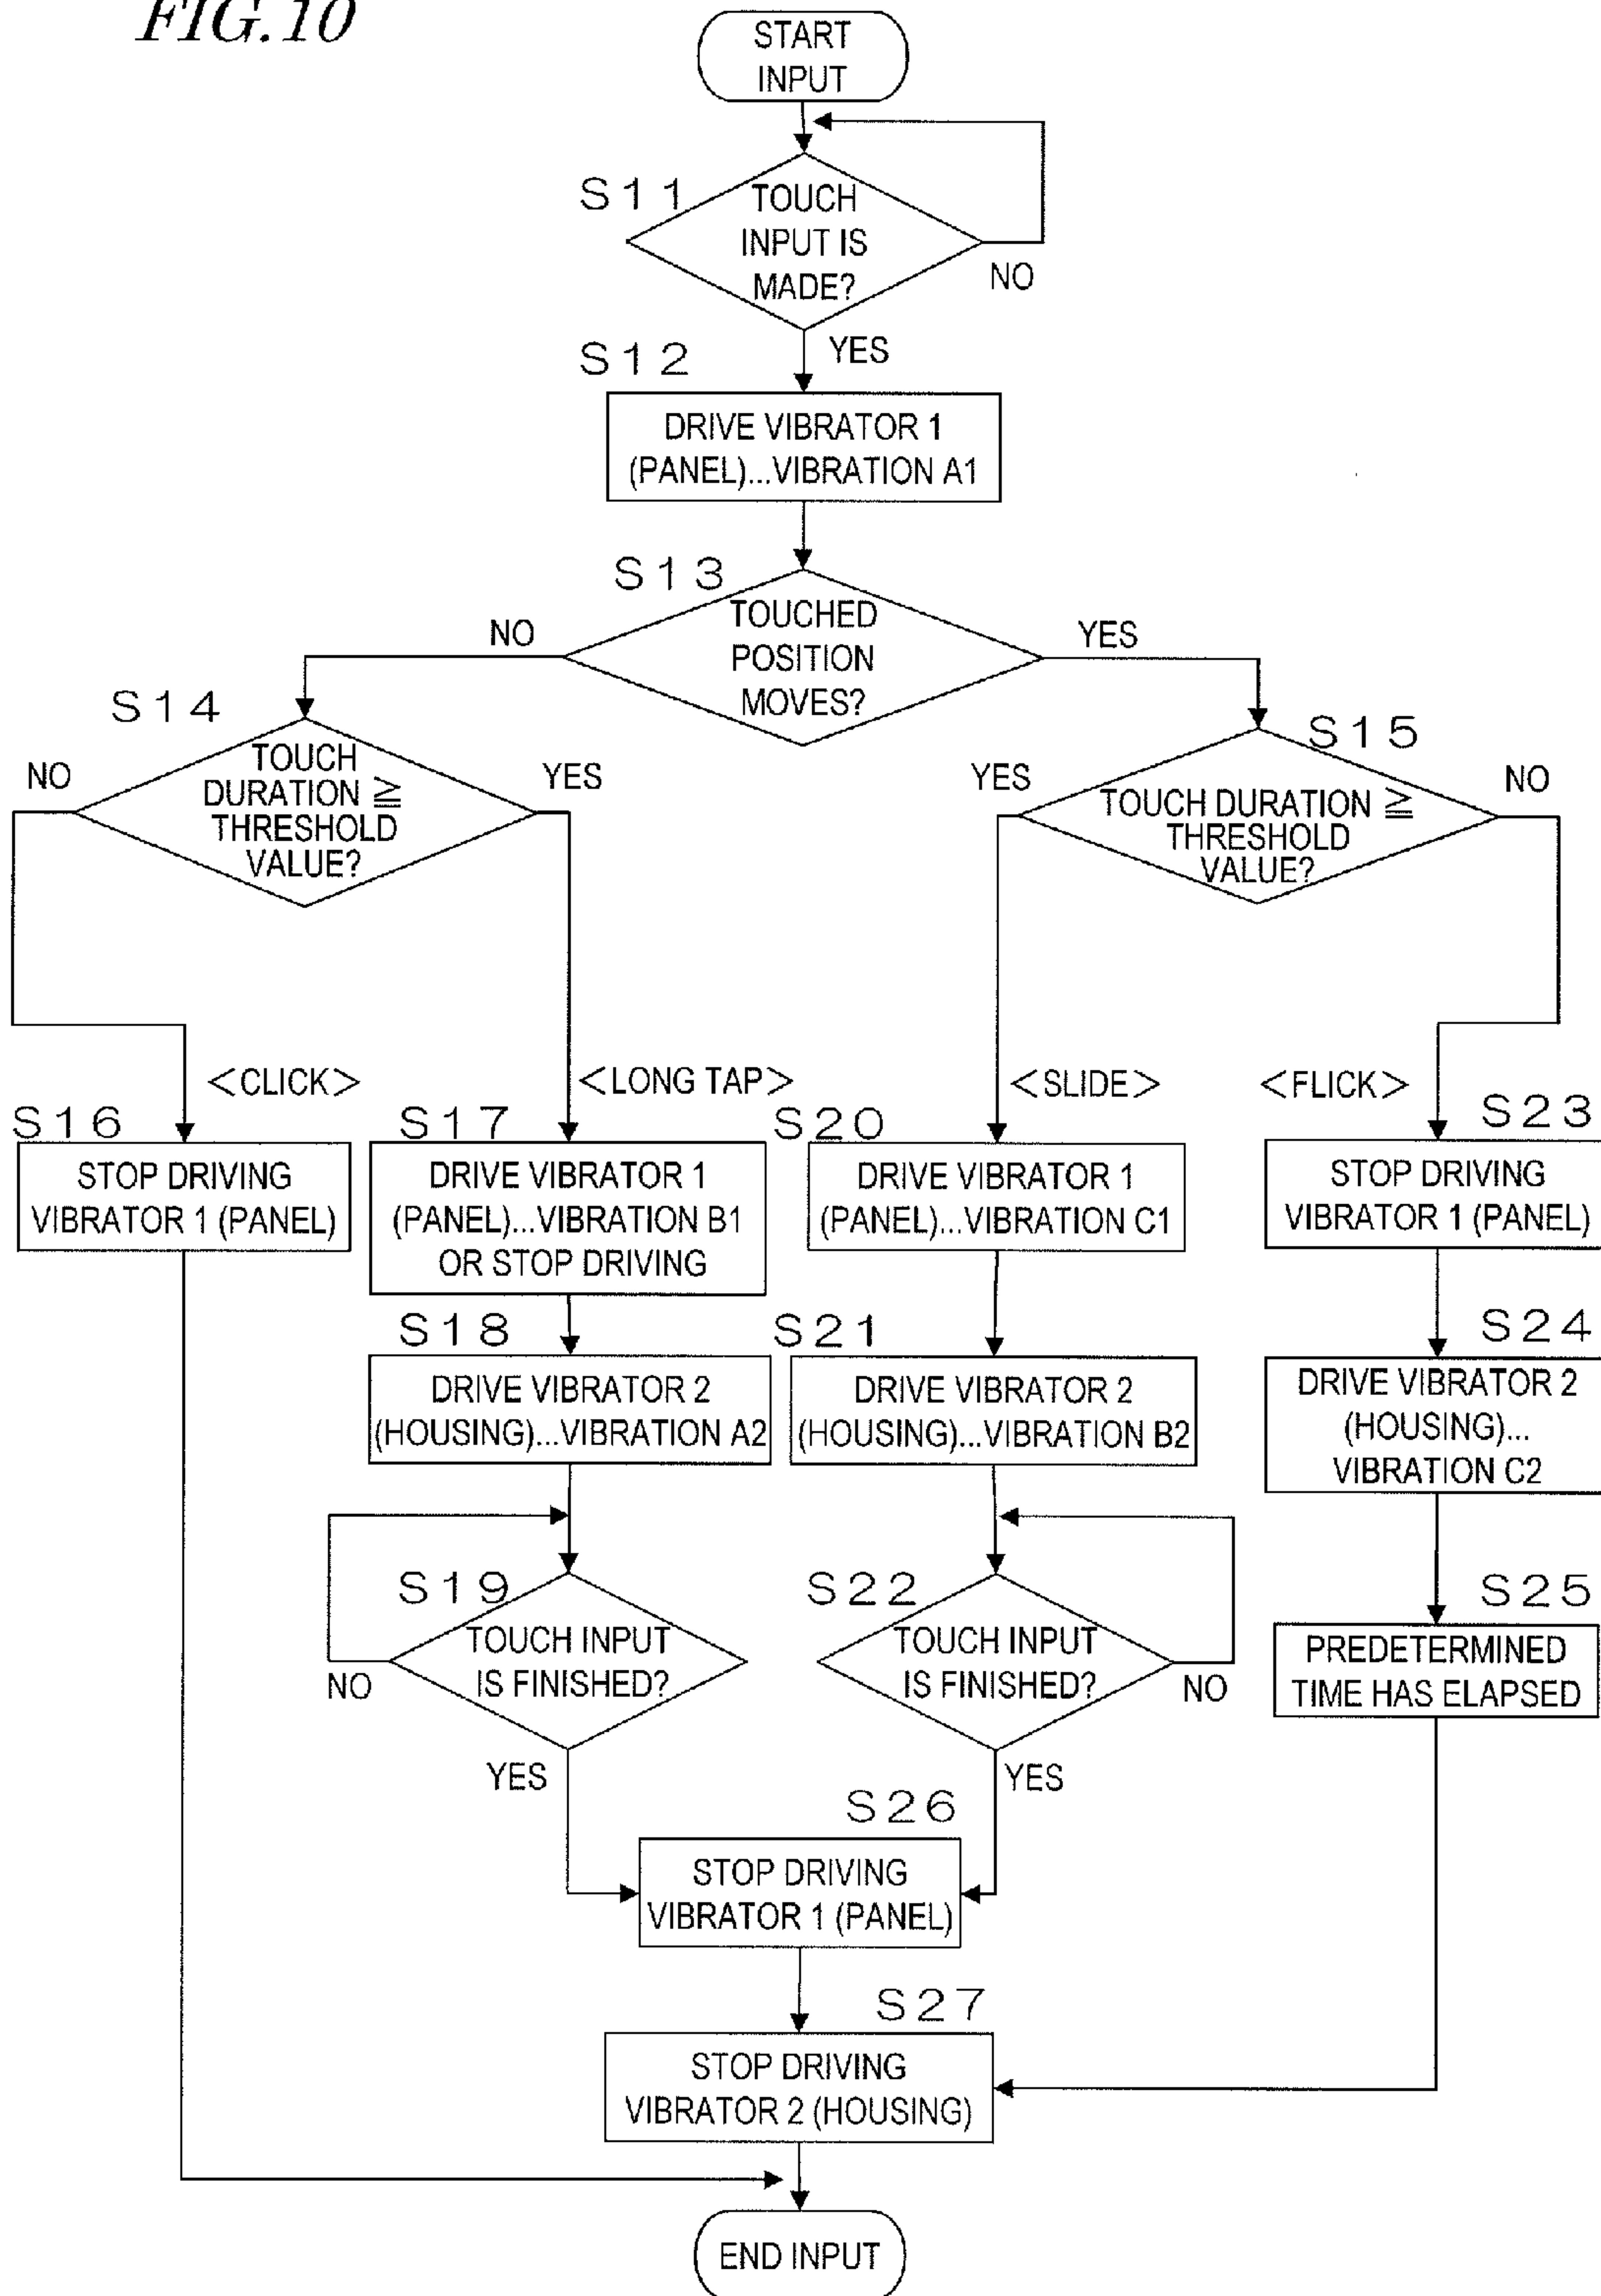 FIG.10
START
INPUT
S11
TOUCH
INPUT IS
MADE?
NO
YES
S12
DRIVE VIBRATOR 1
(PANEL)...VIBRATION A1
S13
TOUCHED
POSITION
MOVES?
NO
YES
S14
TOUCH
DURATION ≧
THRESHOLD
VALUE?
NO
YES
S15
TOUCH DURATION ≧
THRESHOLD
VALUE?
YES
NO
<CLICK>
<LONG TAP>
<SLIDE>
<FLICK>
S16
STOP DRIVING
VIBRATOR 1 (PANEL)
S17
DRIVE VIBRATOR 1
(PANEL)...VIBRATION B1
OR STOP DRIVING
S20
DRIVE VIBRATOR 1
(PANEL)...VIBRATION C1
S23
STOP DRIVING
VIBRATOR 1 (PANEL)
S18
DRIVE VIBRATOR 2
(HOUSING)...VIBRATION A2
S21
DRIVE VIBRATOR 2
(HOUSING)...VIBRATION B2
S24
DRIVE VIBRATOR 2
(HOUSING)...
VIBRATION C2
S19
TOUCH INPUT
IS FINISHED?
NO
YES
S22
TOUCH INPUT
IS FINISHED?
NO
YES
S25
PREDETERMINED
TIME HAS ELAPSED
S26
STOP DRIVING
VIBRATOR 1 (PANEL)
S27
STOP DRIVING
VIBRATOR 2 (HOUSING)
END INPUT